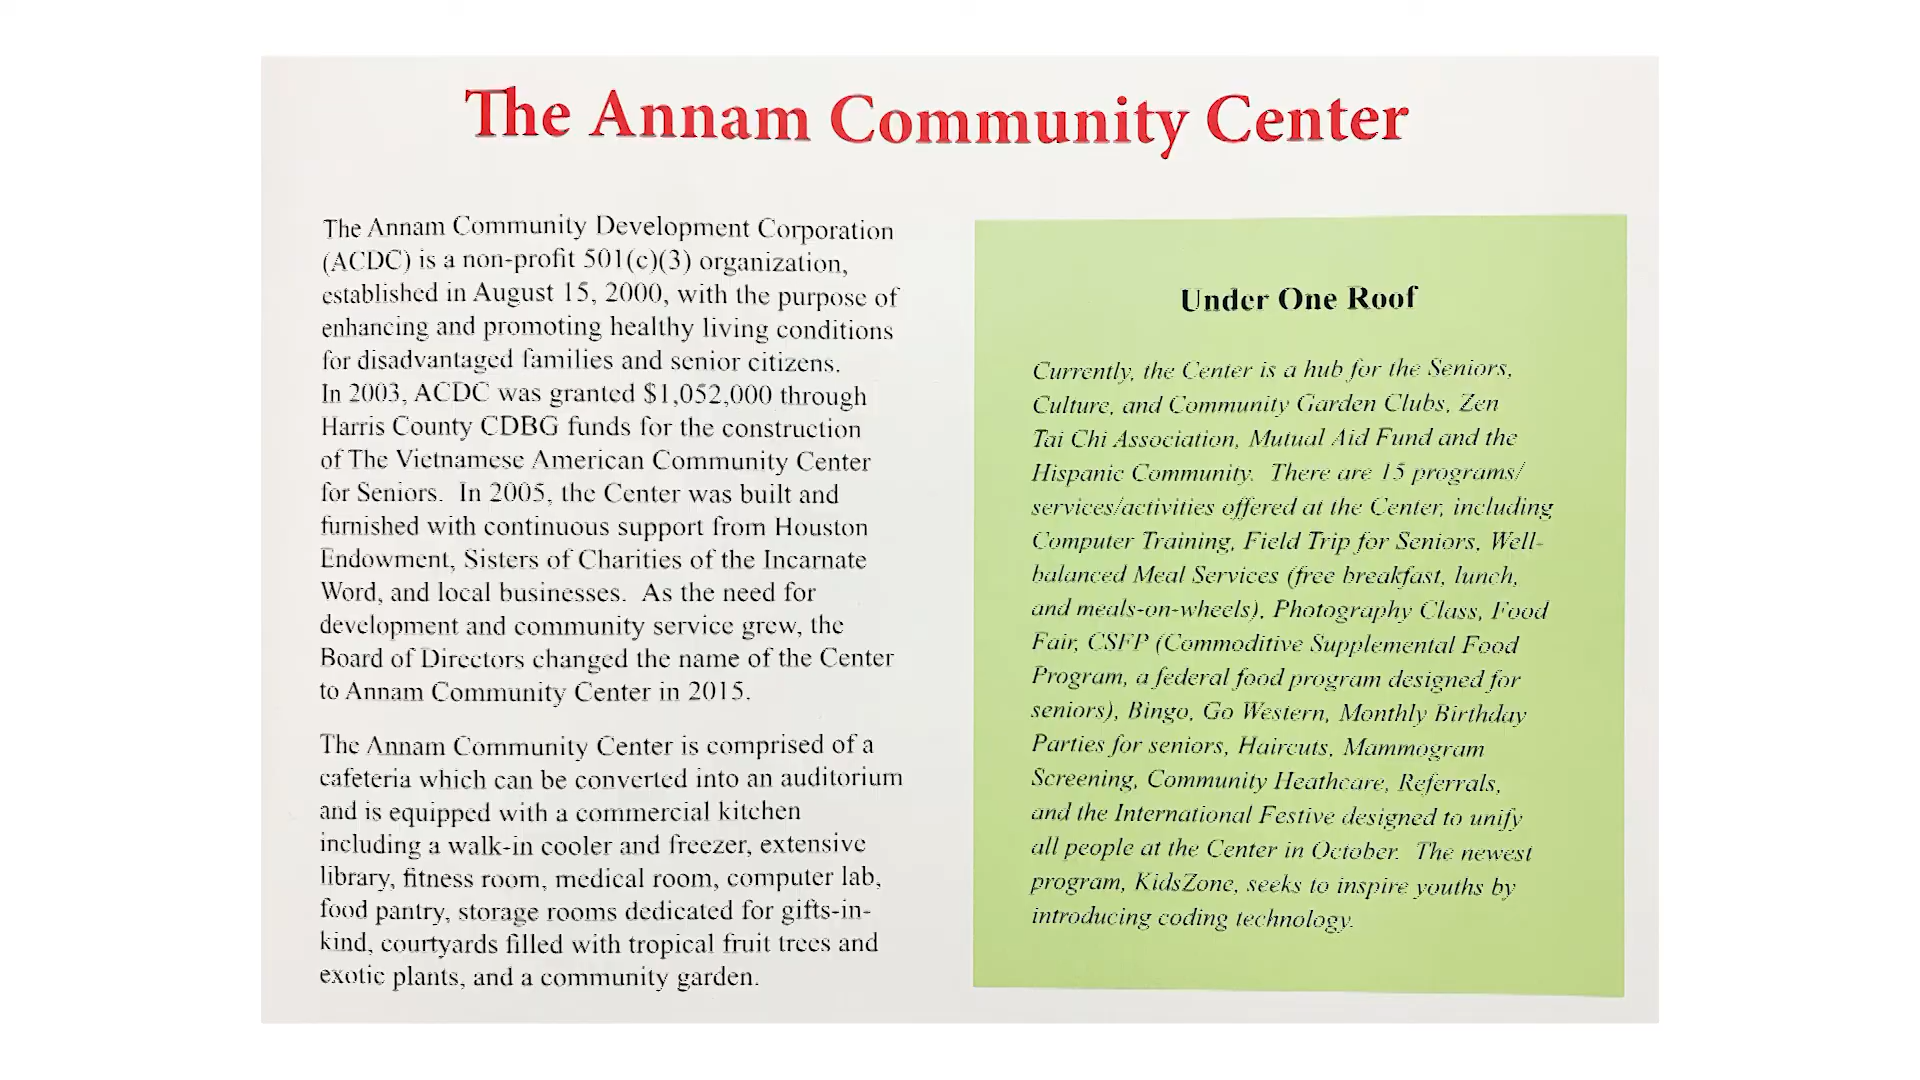 The Annam Community Center
The Annam Community Development Corporation
(ACDC) is a non-profit 501(c)(3) organization,
established in August 15, 2000, with the purpose of
enhancing and promoting healthy living conditions
for disadvantaged families and senior citizens.
In 2003, ACDC was granted $1,052,000 through
Harris County CDBG funds for the construction
of The Vietnamese American Community Center
for Seniors. In 2005, the Center was built and
furnished with continuous support from Houston
Endowment, Sisters of Charities of the Incarnate
Word, and local businesses. As the need for
development and community service grew, the
Board of Directors changed the name of the Center
to Annam Community Center in 2015.
The Annam Community Center is comprised of a
cafeteria which can be converted into an auditorium
and is equipped with a commercial kitchen
including a walk-in cooler and freezer, extensive
library, fitness room, medical room, computer lab,
food pantry, storage rooms dedicated for gifts-in-
kind, courtyards filled with tropical fruit trees and
exotic plants, and a community garden.
Under One Roof
Currently, the Center is a hub for the Seniors,
Culture, and Community Garden Clubs, Zen
Tai Chi Association, Mutual Aid Fund and the
Hispanic Community. There are 15 programs/
services/activities offered at the Center, including
Computer Training, Field Trip for Seniors, Well-
balanced Meal Services (free breakfast, lunch,
and meals-on-wheels), Photography Class, Food
Fair, CSFP (Commoditive Supplemental Food
Program, a federal food program designed for
seniors), Bingo, Go Western, Monthly Birthday
Parties for seniors, Haircuts, Mammogram
Screening, Community Heathcare, Referrals,
and the International Festive designed to unify
all people at the Center in October. The newest
program, KidsZone, seeks to inspire youths by
introducing coding technology.